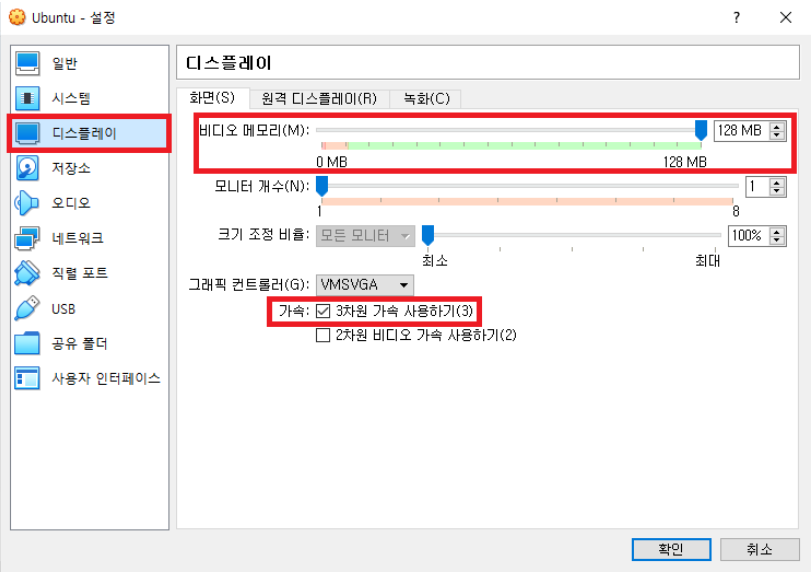 Ubuntu - 설정
?
일반
시스템
디스플레이
저장소
오디오
네트워크
직렬 포트
USB
공유 폴더
사용자 인터페이스
디스플레이
화면(S) 원격 디스플레이(R) 녹화(C)
비디오 메모리(M): 128 MB
0 MB 128 MB
모니터 개수(N): 1
1 8
크기 조정 비율: 모든 모니터 100%
최소 최대
그래픽 컨트롤러(G): VMSVGA
가속: 3차원 가속 사용하기(3)
2차원 비디오 가속 사용하기(2)
확인 취소